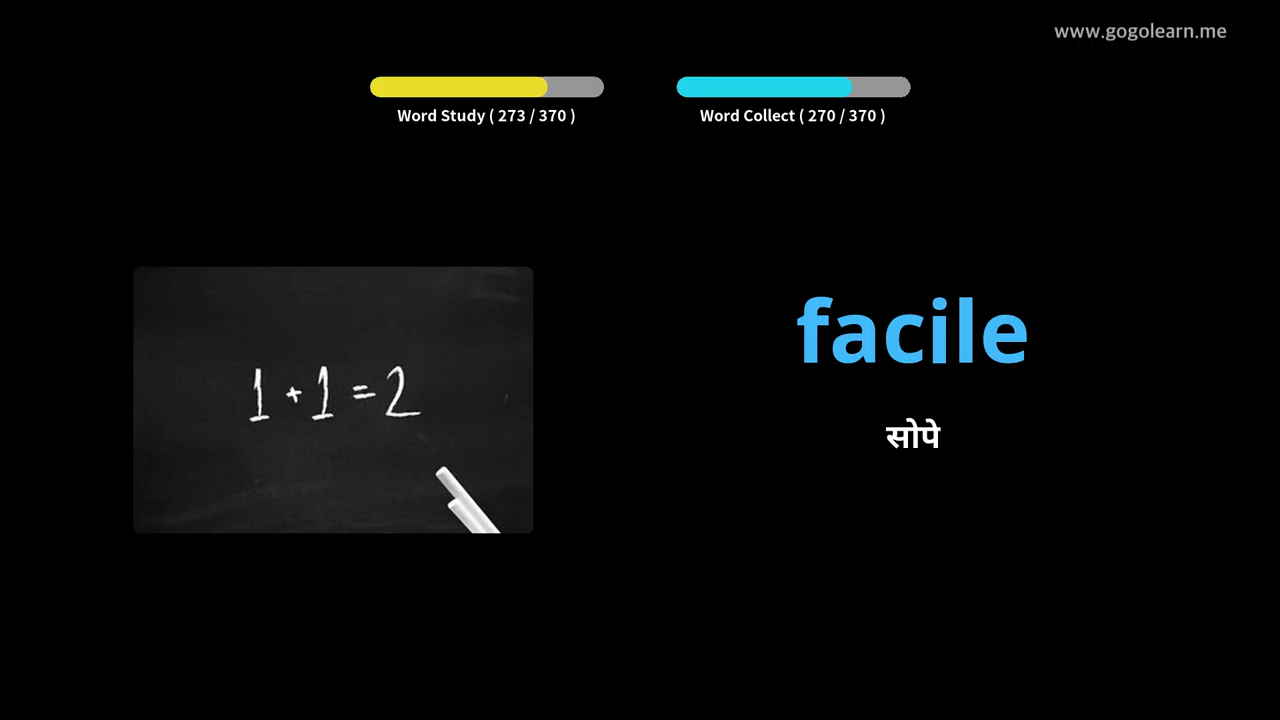 www.gogolearn.me
Word Study ( 273 / 370 )
Word Collect ( 270 / 370 )
1 + 1 = 2
facile
सोपे